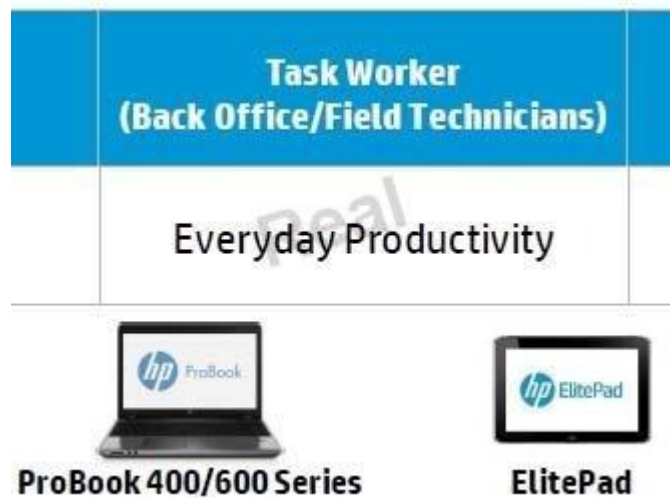 Task Worker
(Back Office/Field Technicians)
Real
Everyday Productivity
hp ProBook
hp ElitePad
ProBook 400/600 Series
ElitePad